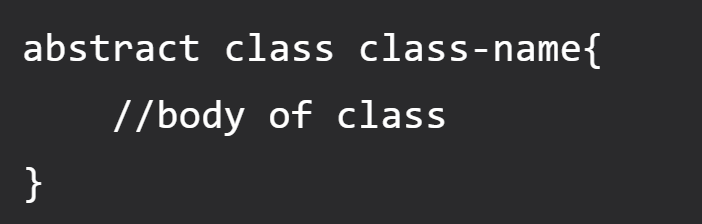 abstract class class-name{
    //body of class
}